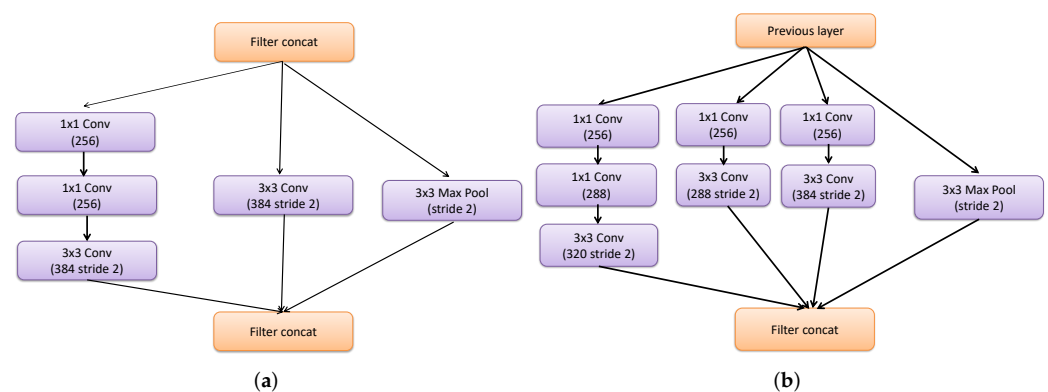 Filter concat
1x1 Conv
(256)
1x1 Conv
(256)
3x3 Conv
(384 stride 2)
3x3 Conv
(384 stride 2)
3x3 Max Pool
(stride 2)
Filter concat
(a)
Previous layer
1x1 Conv
(256)
1x1 Conv
(288)
3x3 Conv
(320 stride 2)
1x1 Conv
(256)
3x3 Conv
(288 stride 2)
1x1 Conv
(256)
3x3 Conv
(384 stride 2)
3x3 Max Pool
(stride 2)
Filter concat
(b)